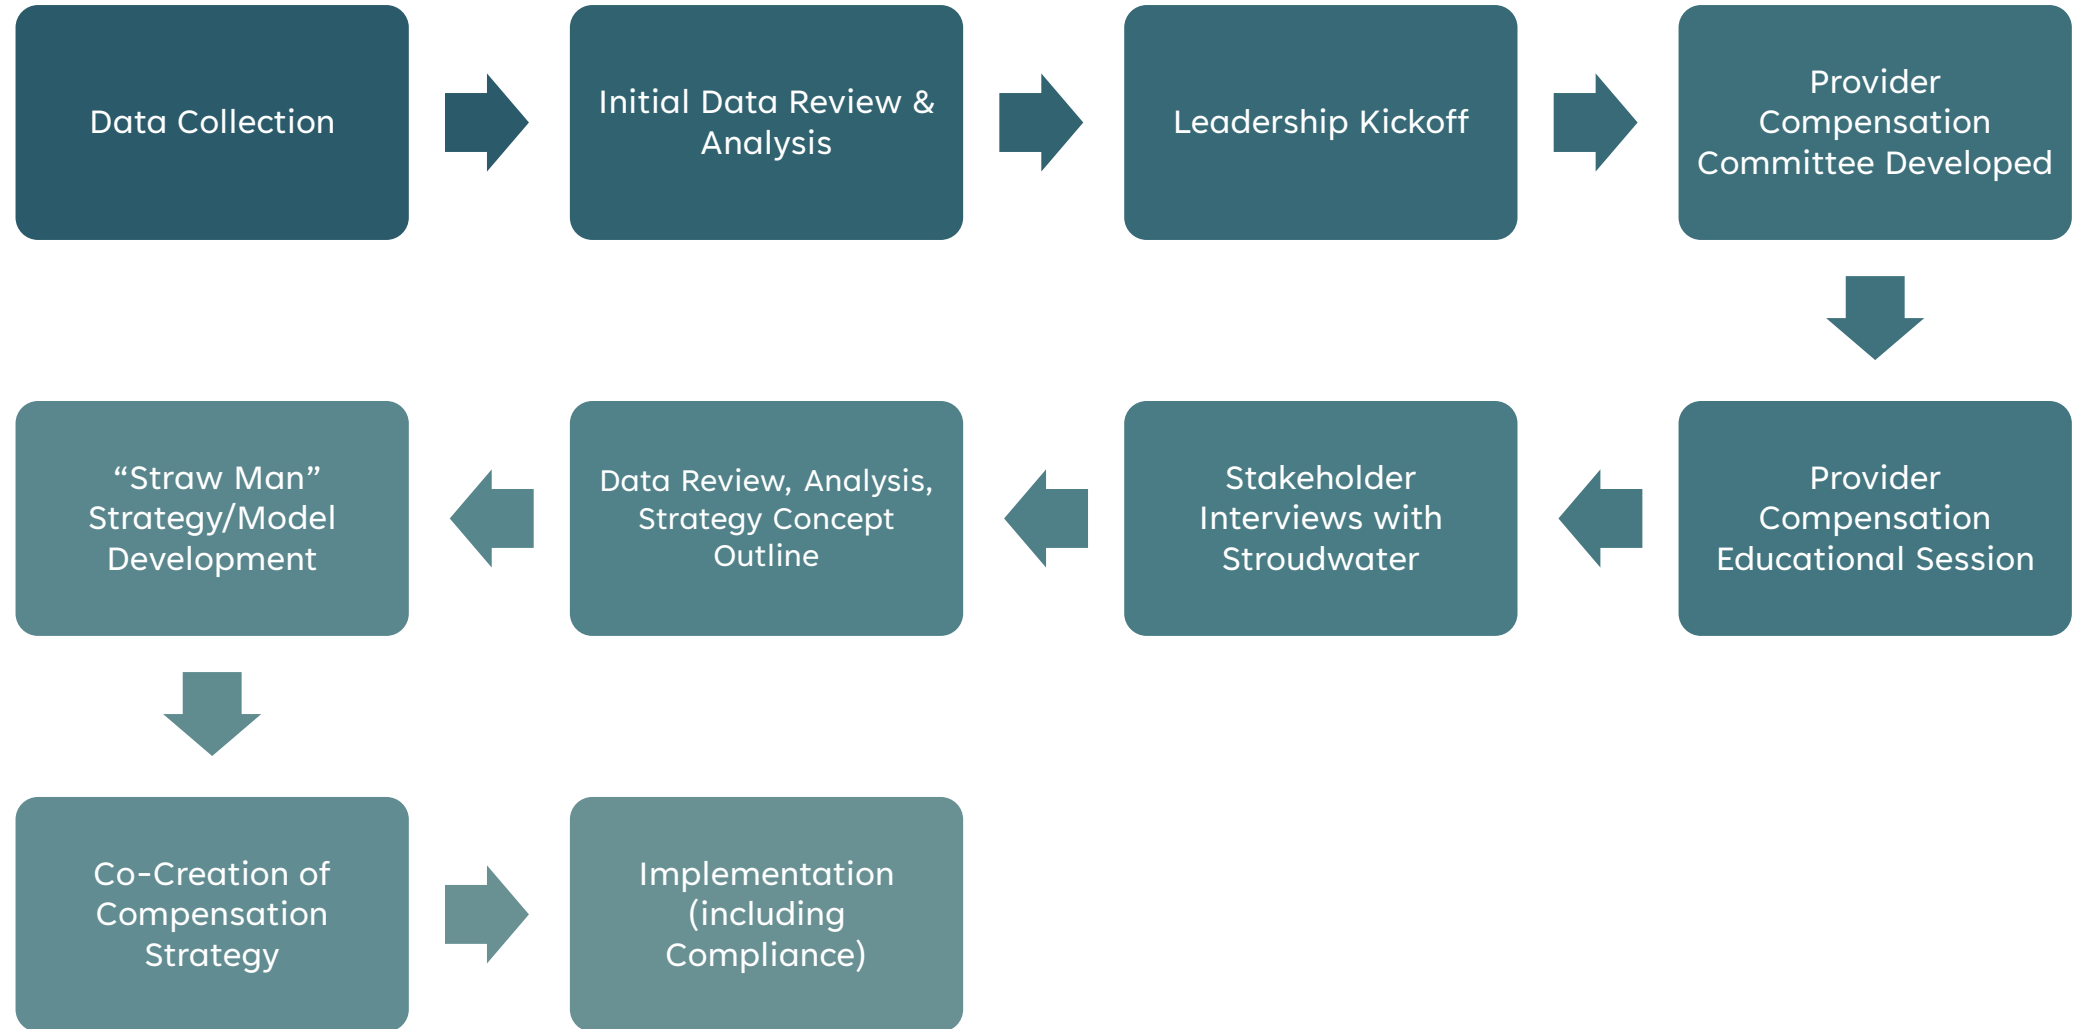 Data Collection
Initial Data Review &
Analysis
Leadership Kickoff
Provider
Compensation
Committee Developed
Provider
Compensation
Educational Session
Stakeholder
Interviews with
Stroudwater
Data Review, Analysis,
Strategy Concept
Outline
“Straw Man”
Strategy/Model
Development
Co-Creation of
Compensation
Strategy
Implementation
(including
Compliance)